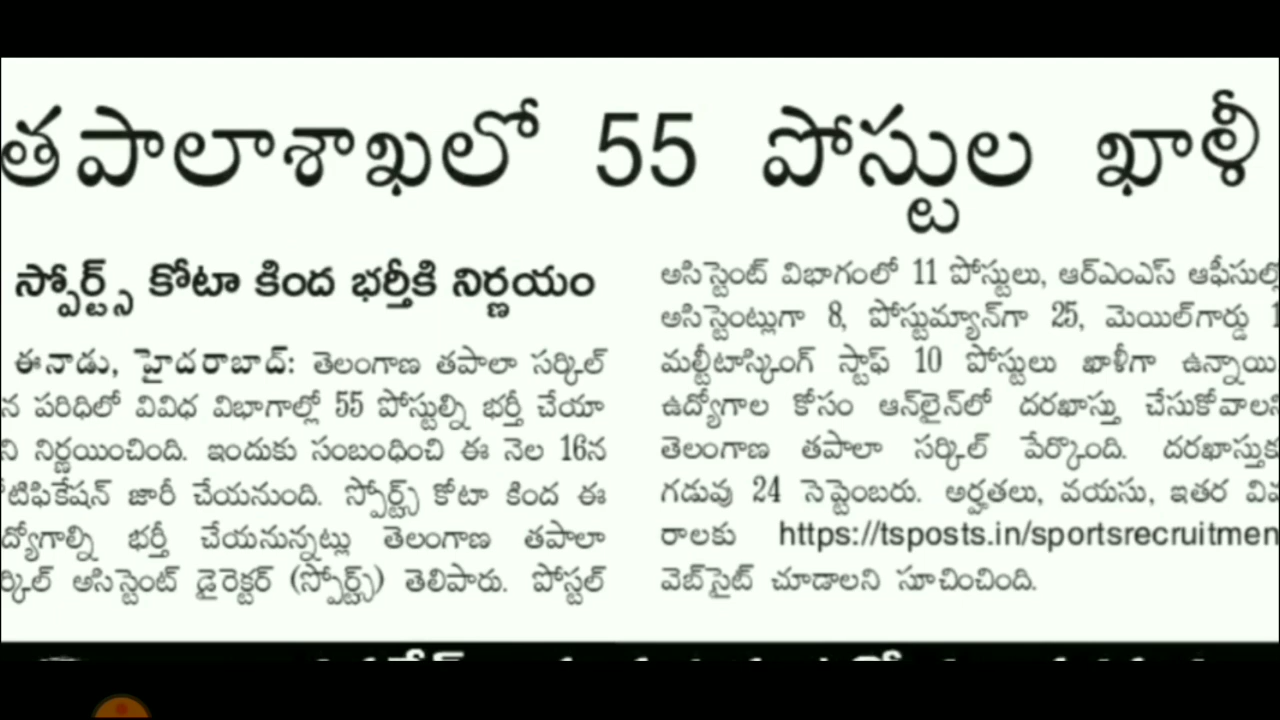 తపాలాశాఖలో 55 పోస్టుల ఖాళీ
స్పోర్ట్స్ కోటా కింద భర్తీకి నిర్ణయం
ఈనాడు, హైదరాబాద్: తెలంగాణ తపాలా సర్కిల్
న పరిధిలో వివిధ విభాగాల్లో 55 పోస్టుల్ని భర్తీ చేయా
ని నిర్ణయించింది. ఇందుకు సంబంధించి ఈ నెల 16న
టిఫికేషన్ జారీ చేయనుంది. స్పోర్ట్స్ కోటా కింద ఈ
ద్యోగాల్ని భర్తీ చేయనున్నట్లు తెలంగాణ తపాలా
ర్కిల్ అసిస్టెంట్ డైరెక్టర్ (స్పోర్ట్స్) తెలిపారు. పోస్టల్
అసిస్టెంట్ విభాగంలో 11 పోస్టులు, ఆర్ఎంఎస్ ఆఫీసుల్లో
అసిస్టెంట్లుగా 8, పోస్టుమ్యాన్‌గా 25, మెయిల్‌గార్డు 1
మల్టీటాస్కింగ్ స్టాఫ్ 10 పోస్టులు ఖాళీగా ఉన్నాయి
ఉద్యోగాల కోసం ఆన్‌లైన్‌లో దరఖాస్తు చేసుకోవాలని
తెలంగాణ తపాలా సర్కిల్ పేర్కొంది. దరఖాస్తుకు
గడువు 24 సెప్టెంబరు. అర్హతలు, వయసు, ఇతర వివ
రాలకు https://tsposts.in/sportsrecruitmen
వెబ్‌సైట్ చూడాలని సూచించింది.